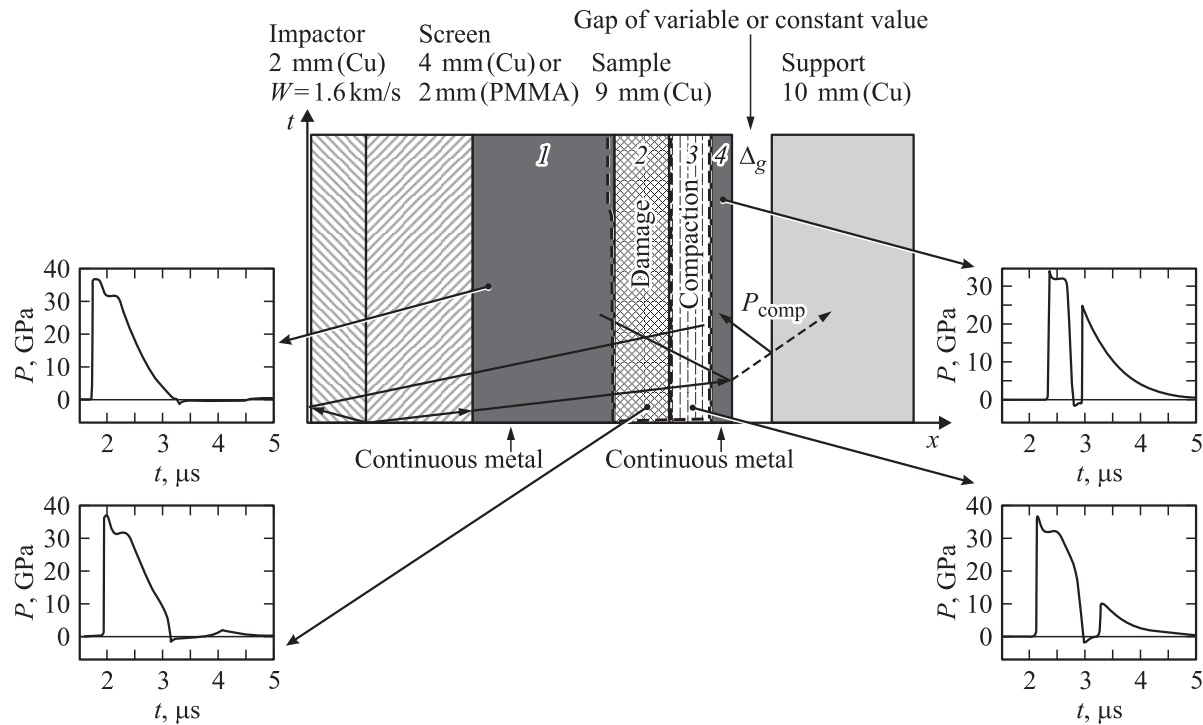 Gap of variable or constant value
Impactor
2 mm (Cu)
W = 1.6 km/s
Screen
4 mm (Cu) or
2 mm (PMMA)
Sample
9 mm (Cu)
Support
10 mm (Cu)
t
1
2
3
4
Δg
Damage
Compaction
Pcomp
x
Continuous metal
Continuous metal
40
30
20
10
0
P, GPa
2 3 4 5
t, μs
30
20
10
0
P, GPa
2 3 4 5
t, μs
40
30
20
10
0
P, GPa
2 3 4 5
t, μs
40
30
20
10
0
P, GPa
2 3 4 5
t, μs